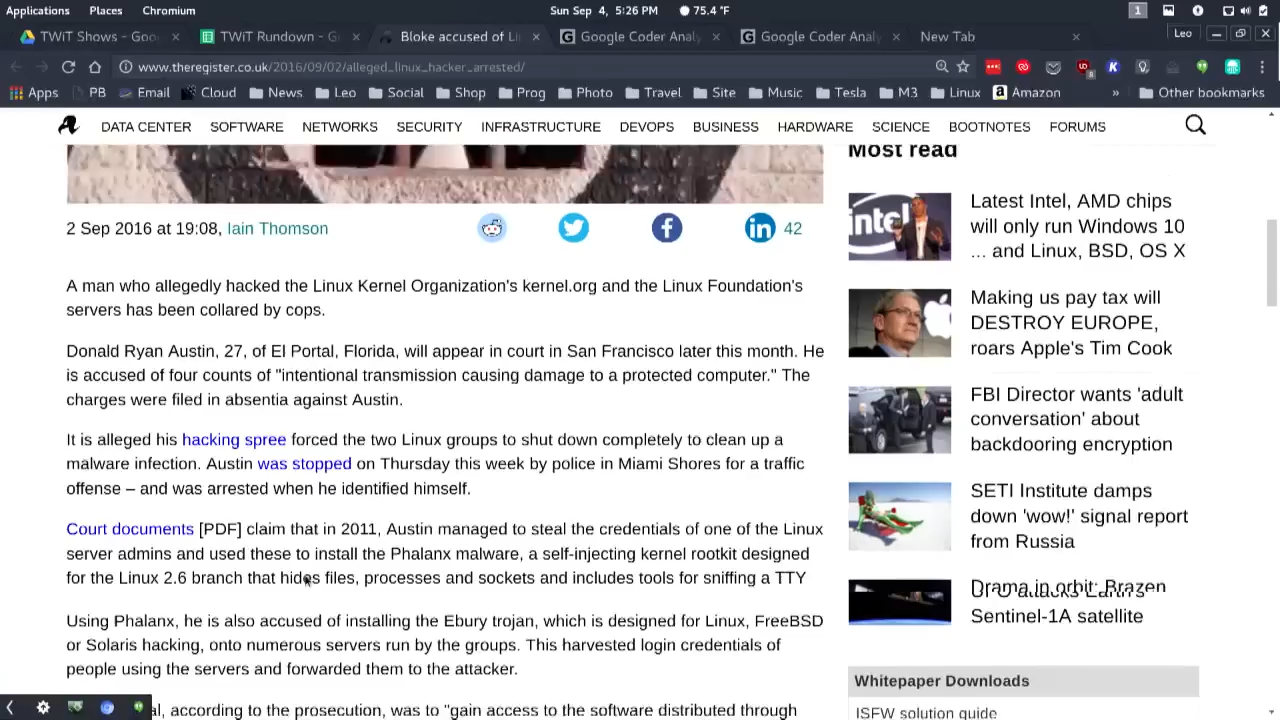 Applications Places Chromium Sun Sep 4, 5:26 PM 75.4 °F 1
TWiT Shows - Goo TWiT Rundown - G Bloke accused of Li Google Coder Anal Google Coder Anal New Tab Leo
www.theregister.co.uk/2016/09/02/alleged_linux_hacker_arrested/
Apps PB Email Cloud News Leo Social Shop Prog Photo Travel Site Music Tesla M3 Linux Amazon » Other bookmarks
DATA CENTER SOFTWARE NETWORKS SECURITY INFRASTRUCTURE DEVOPS BUSINESS HARDWARE SCIENCE BOOTNOTES FORUMS
2 Sep 2016 at 19:08, Iain Thomson 42
A man who allegedly hacked the Linux Kernel Organization's kernel.org and the Linux Foundation's
servers has been collared by cops.
Donald Ryan Austin, 27, of El Portal, Florida, will appear in court in San Francisco later this month. He
is accused of four counts of "intentional transmission causing damage to a protected computer." The
charges were filed in absentia against Austin.
It is alleged his hacking spree forced the two Linux groups to shut down completely to clean up a
malware infection. Austin was stopped on Thursday this week by police in Miami Shores for a traffic
offense – and was arrested when he identified himself.
Court documents [PDF] claim that in 2011, Austin managed to steal the credentials of one of the Linux
server admins and used these to install the Phalanx malware, a self-injecting kernel rootkit designed
for the Linux 2.6 branch that hides files, processes and sockets and includes tools for sniffing a TTY
Using Phalanx, he is also accused of installing the Ebury trojan, which is designed for Linux, FreeBSD
or Solaris hacking, onto numerous servers run by the groups. This harvested login credentials of
people using the servers and forwarded them to the attacker.
al, according to the prosecution, was to "gain access to the software distributed through
Most read
intel
Latest Intel, AMD chips
will only run Windows 10
... and Linux, BSD, OS X
Making us pay tax will
DESTROY EUROPE,
roars Apple's Tim Cook
FBI Director wants 'adult
conversation' about
backdooring encryption
SETI Institute damps
down 'wow!' signal report
from Russia
Drama in orbit: Brazen
Sentinel-1A satellite
Whitepaper Downloads
ISFW solution guide